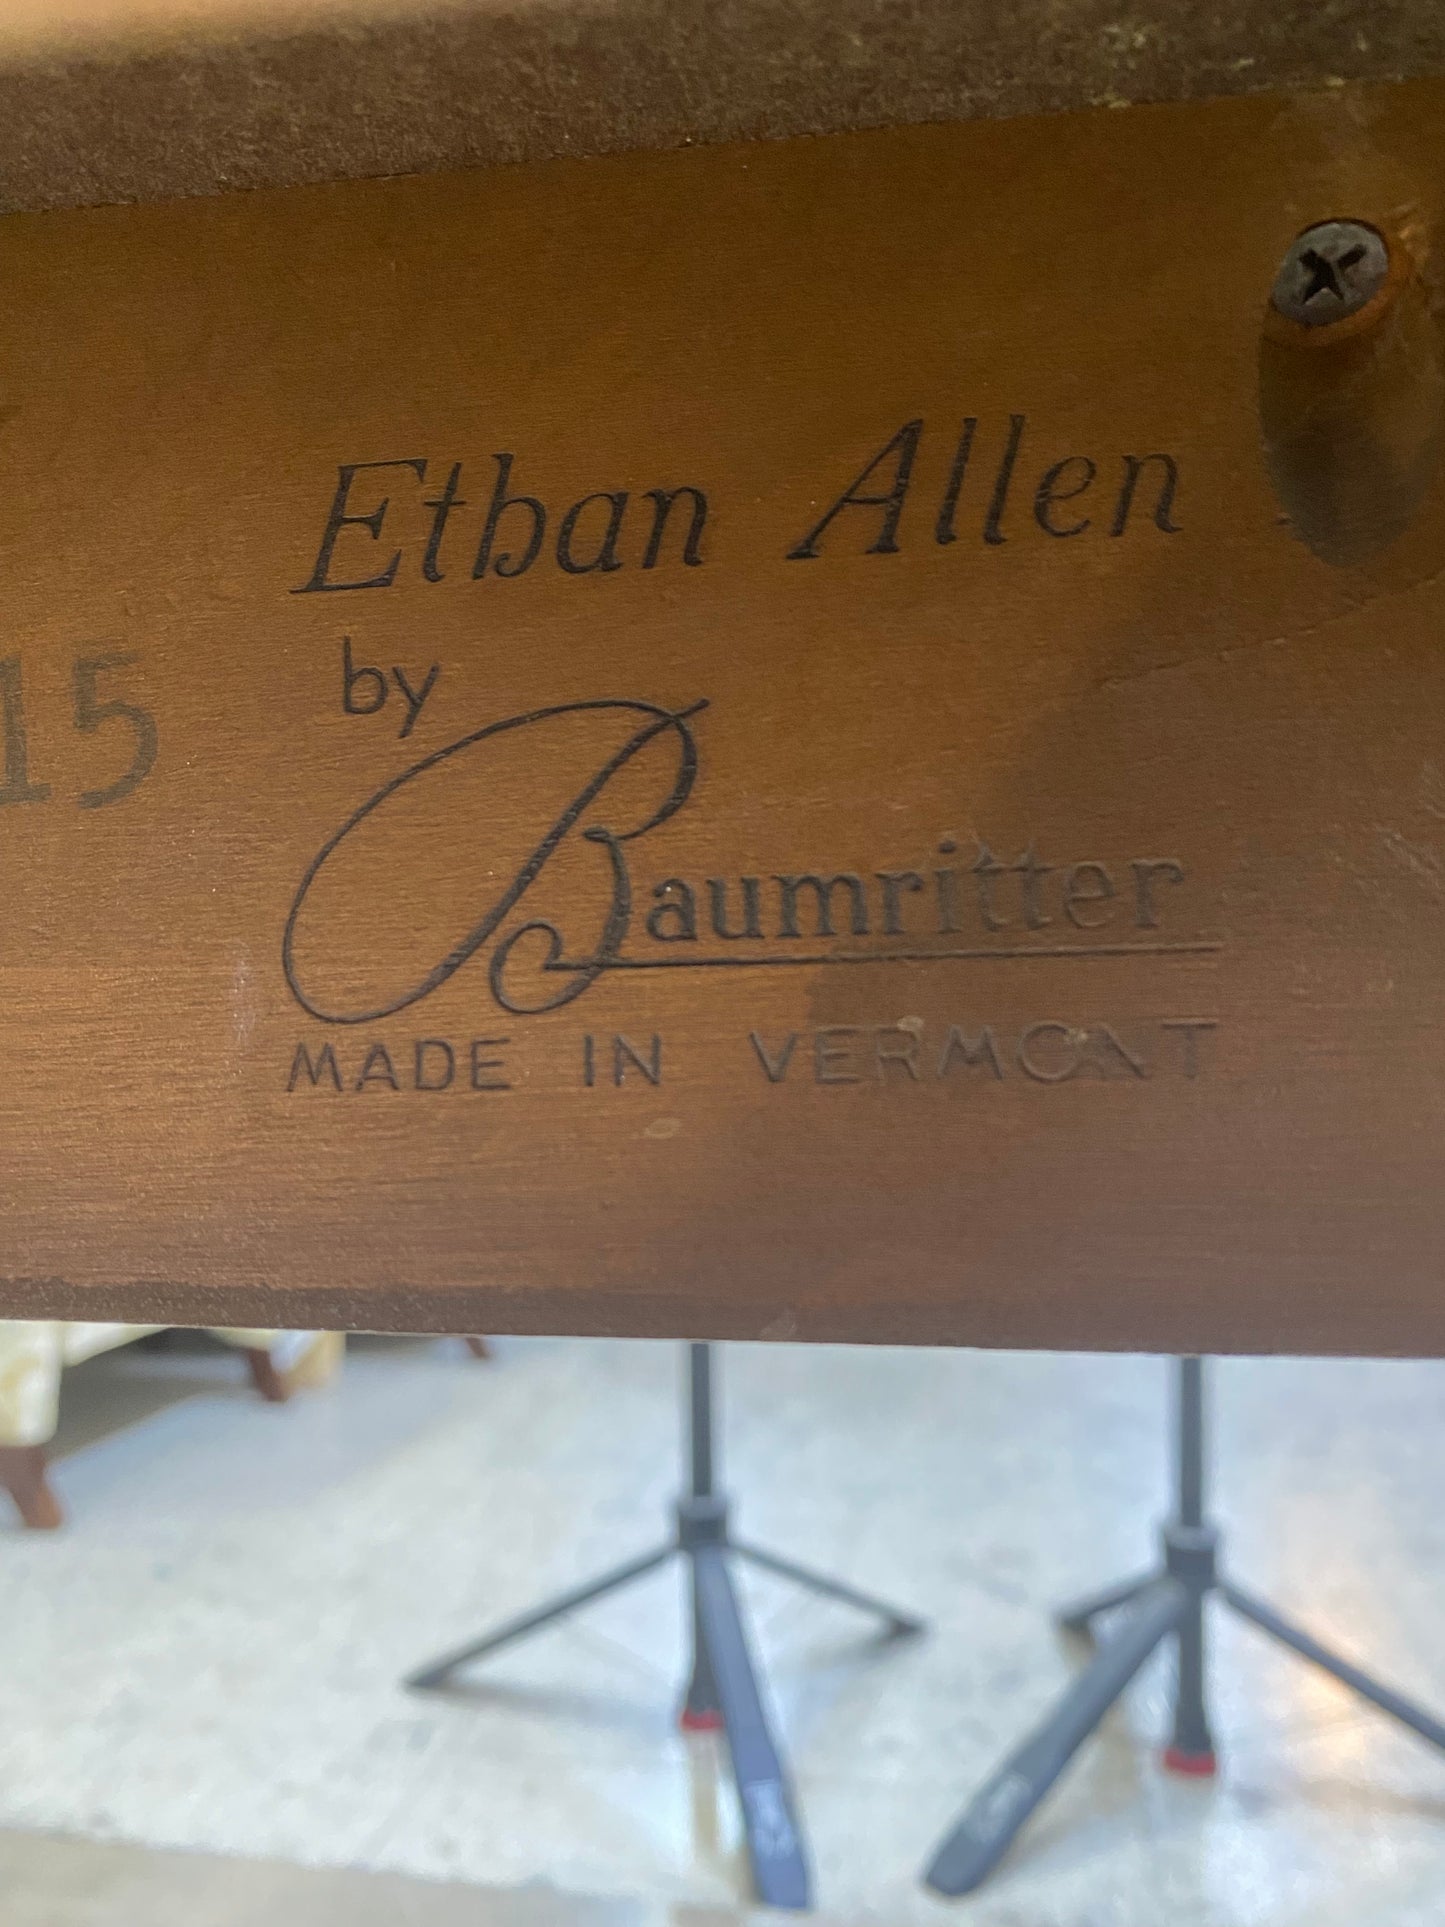 Ethan Allen
by
15
Baumritter
MADE IN VERMONT